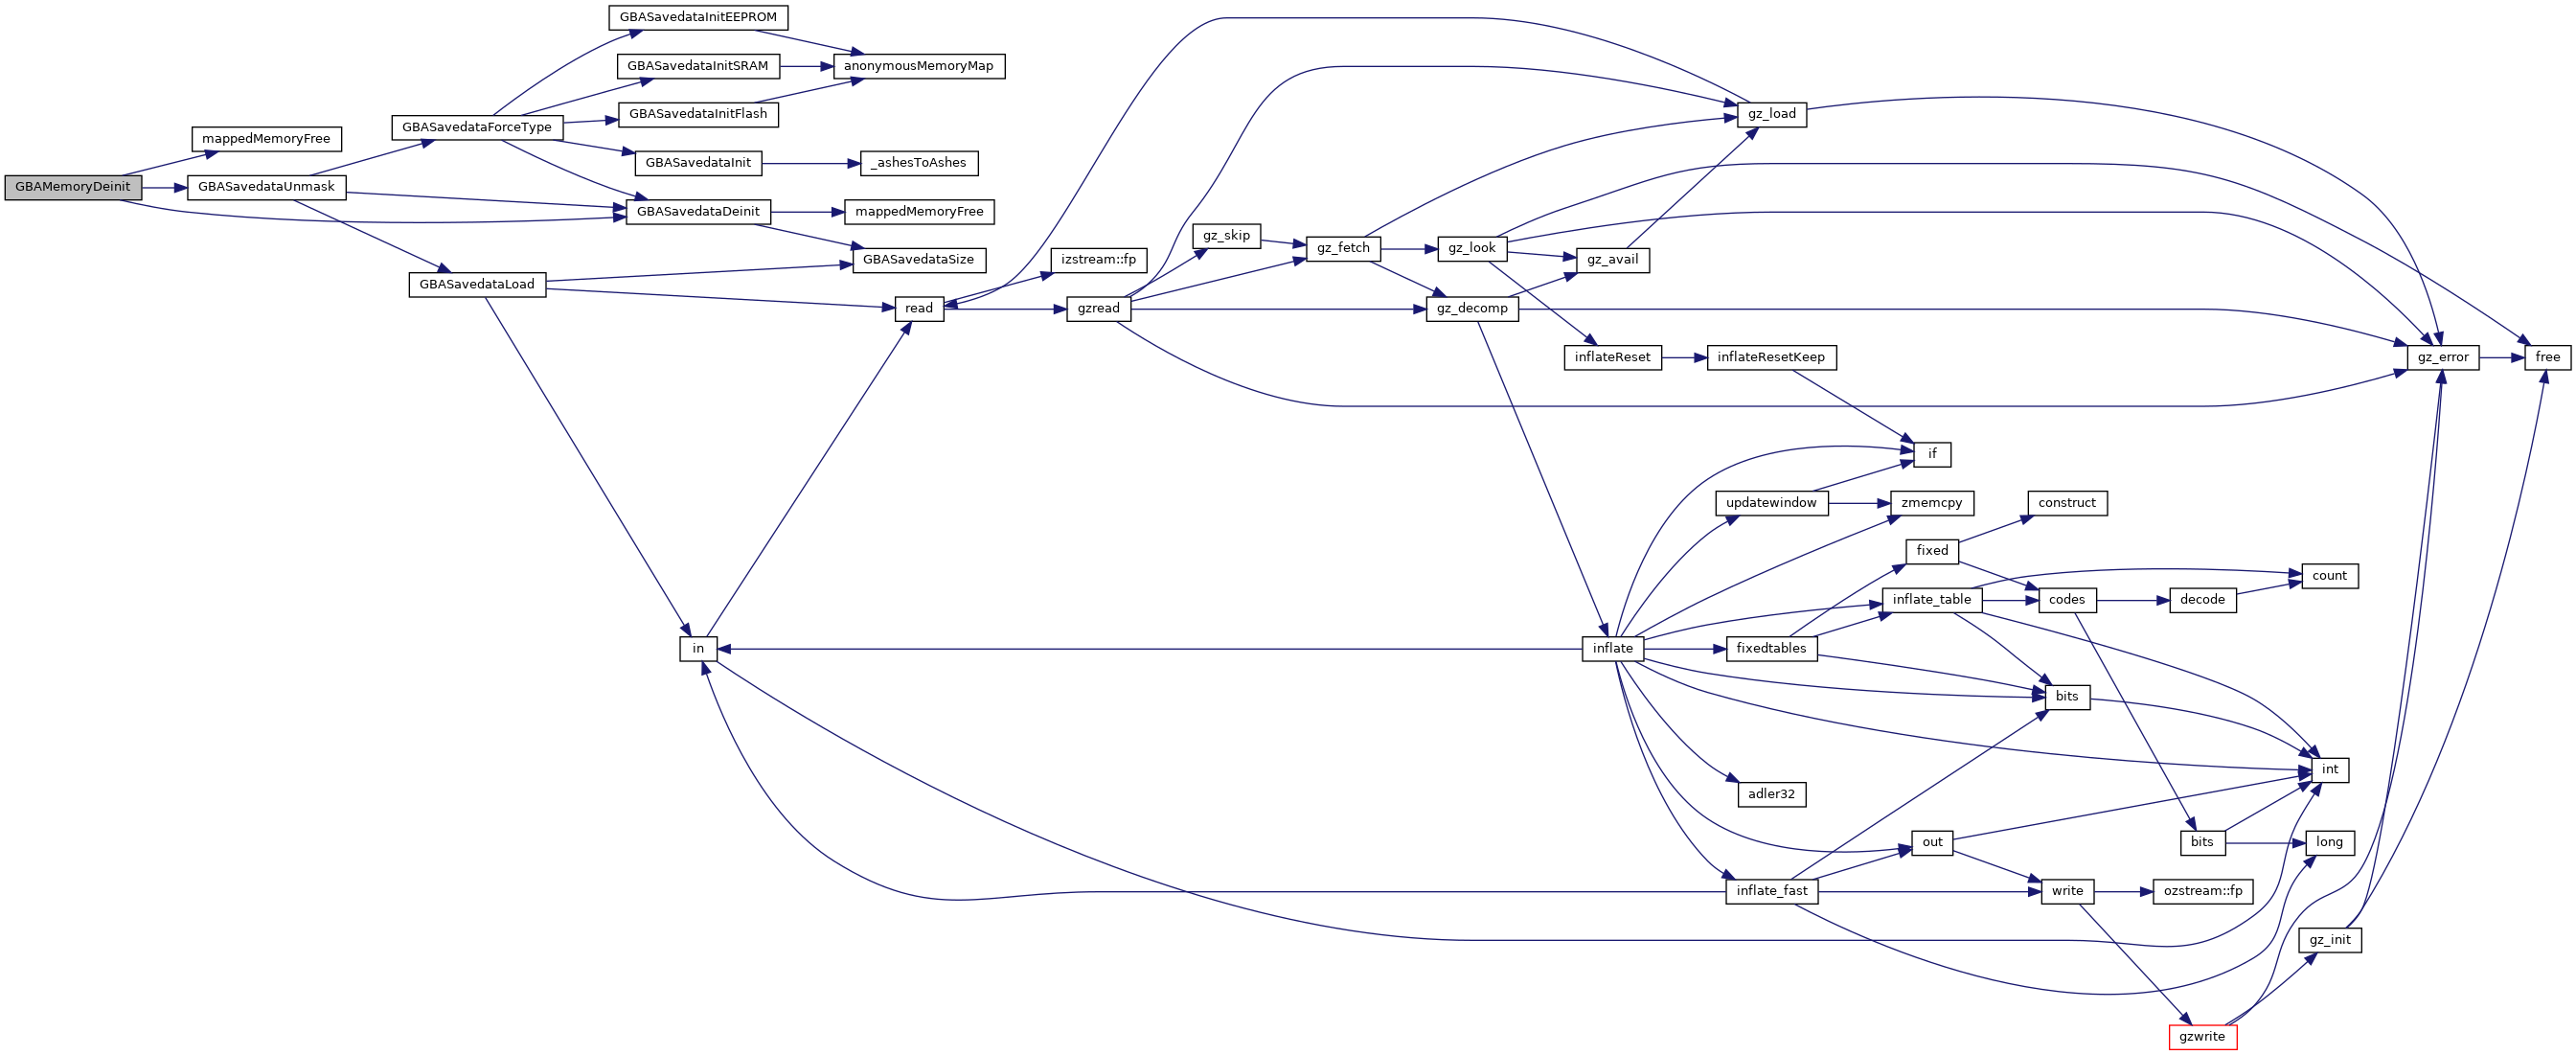 GBASavedataInitEEPROM
GBASavedataInitSRAM
anonymousMemoryMap
GBASavedataInitFlash
gz_load
GBASavedataForceType
mappedMemoryFree
GBASavedataInit
_ashesToAshes
GBAMemoryDeinit
GBASavedataUnmask
GBASavedataDeinit
mappedMemoryFree
gz_skip
gz_fetch
gz_look
GBASavedataSize
izstream::fp
gz_avail
GBASavedataLoad
read
gzread
gz_decomp
inflateReset
inflateResetKeep
gz_error
free
if
updatewindow
zmemcpy
construct
fixed
count
inflate_table
codes
decode
in
inflate
fixedtables
bits
int
adler32
out
bits
long
inflate_fast
write
ozstream::fp
gz_init
gzwrite